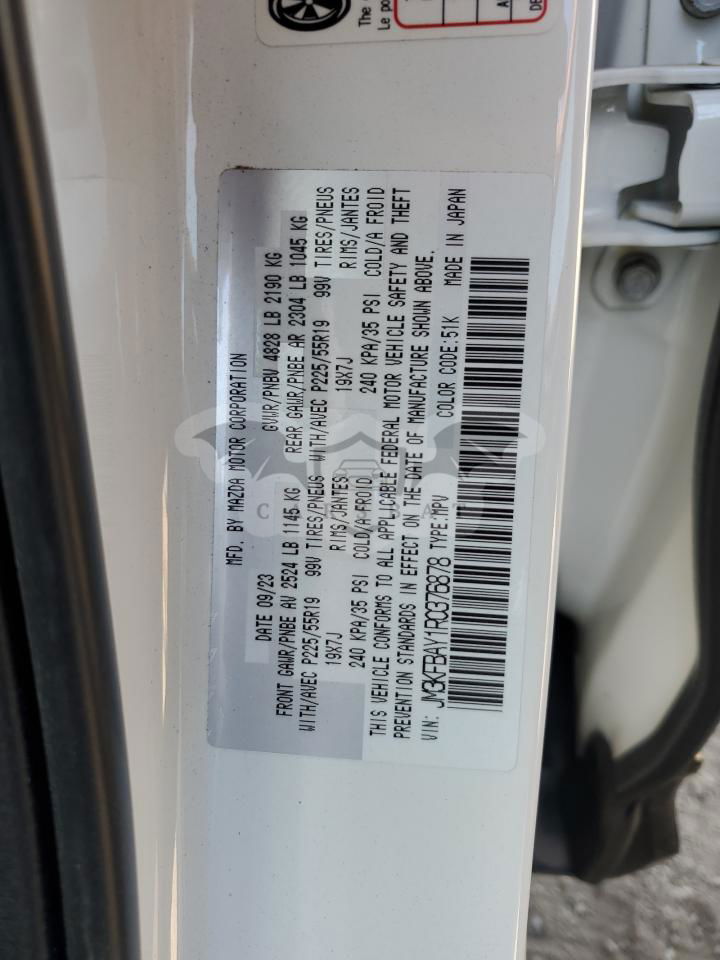 The
Le po
A
DE
MFD. BY MAZDA MOTOR CORPORATION
DATE 09/23 GVWR/PNBV 4828 LB 2190 KG
FRONT GAWR/PNBE AV 2524 LB 1145 KG REAR GAWR/PNBE AR 2304 LB 1045 KG
WITH/AVEC P225/55R19 99V TIRES/PNEUS WITH/AVEC P225/55R19 99V TIRES/PNEUS
19X7J RIMS/JANTES 19X7J RIMS/JANTES
240 KPA/35 PSI COLD/A FROID 240 KPA/35 PSI COLD/A FROID
THIS VEHICLE CONFORMS TO ALL APPLICABLE FEDERAL MOTOR VEHICLE SAFETY AND THEFT
PREVENTION STANDARDS IN EFFECT ON THE DATE OF MANUFACTURE SHOWN ABOVE.
VIN: JM3KFBAY1R0376878 TYPE:MPV COLOR CODE:51K MADE IN JAPAN
CARSBAT